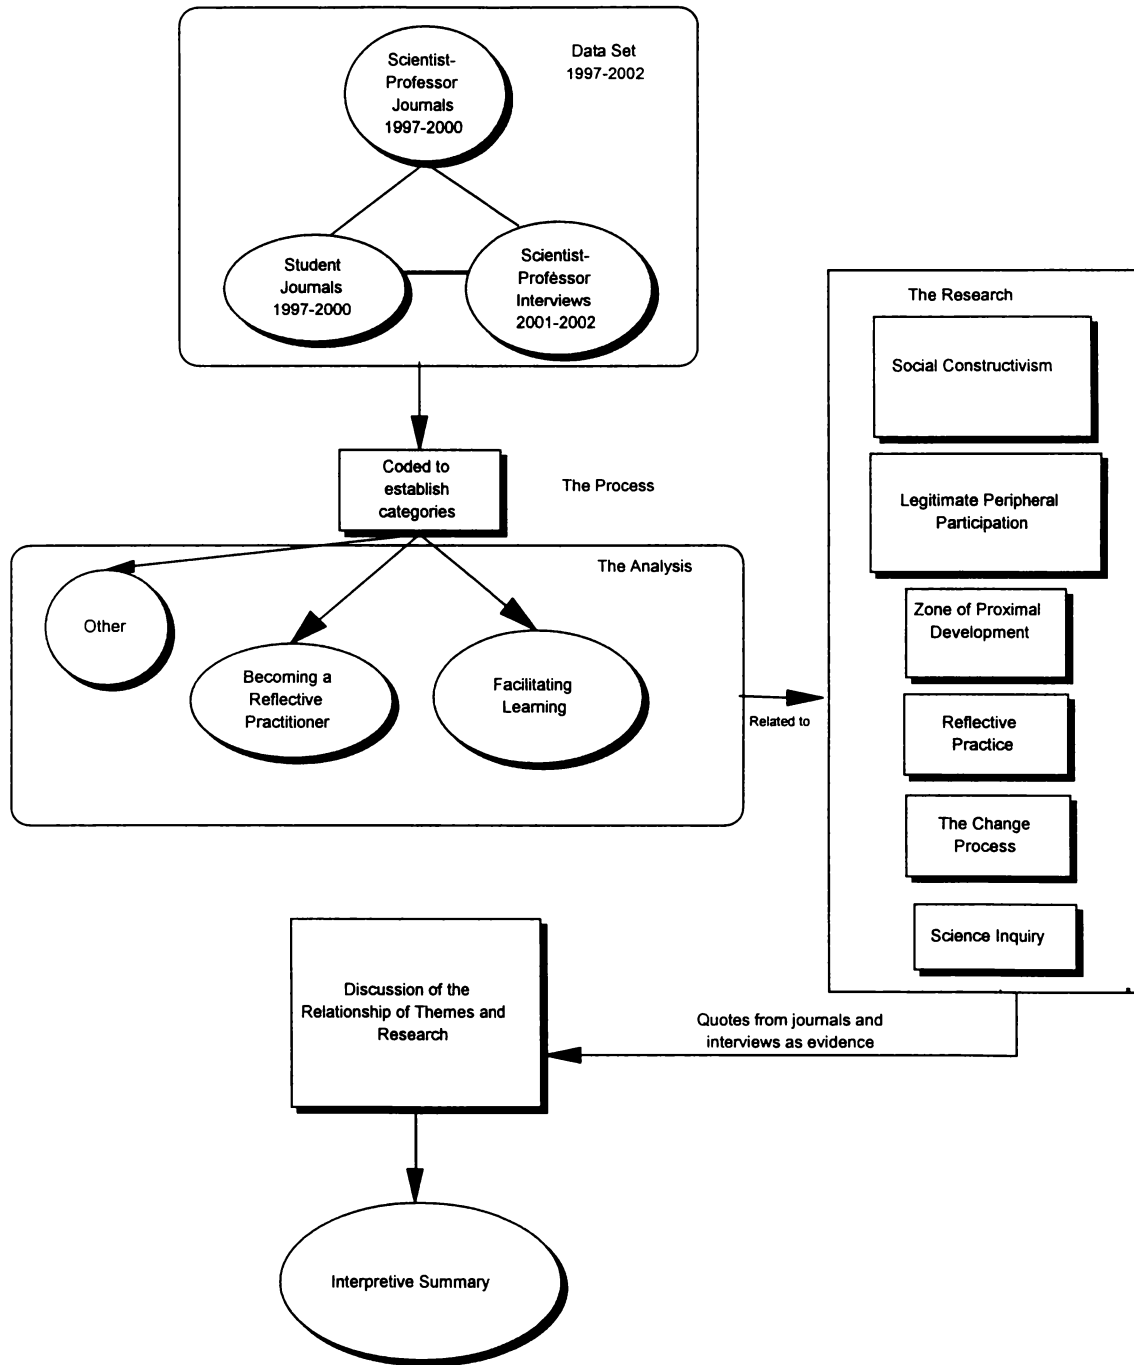 Scientist-
Professor
Journals
1997-2000
Data Set
1997-2002
Student
Journals
1997-2000
Scientist-
Professor
Interviews
2001-2002
Coded to
establish
categories
The Process
The Analysis
Other
Becoming a
Reflective
Practitioner
Facilitating
Learning
Related to
The Research
Social Constructivism
Legitimate Peripheral
Participation
Zone of Proximal
Development
Reflective
Practice
The Change
Process
Science Inquiry
Quotes from journals and
interviews as evidence
Discussion of the
Relationship of Themes and
Research
Interpretive Summary